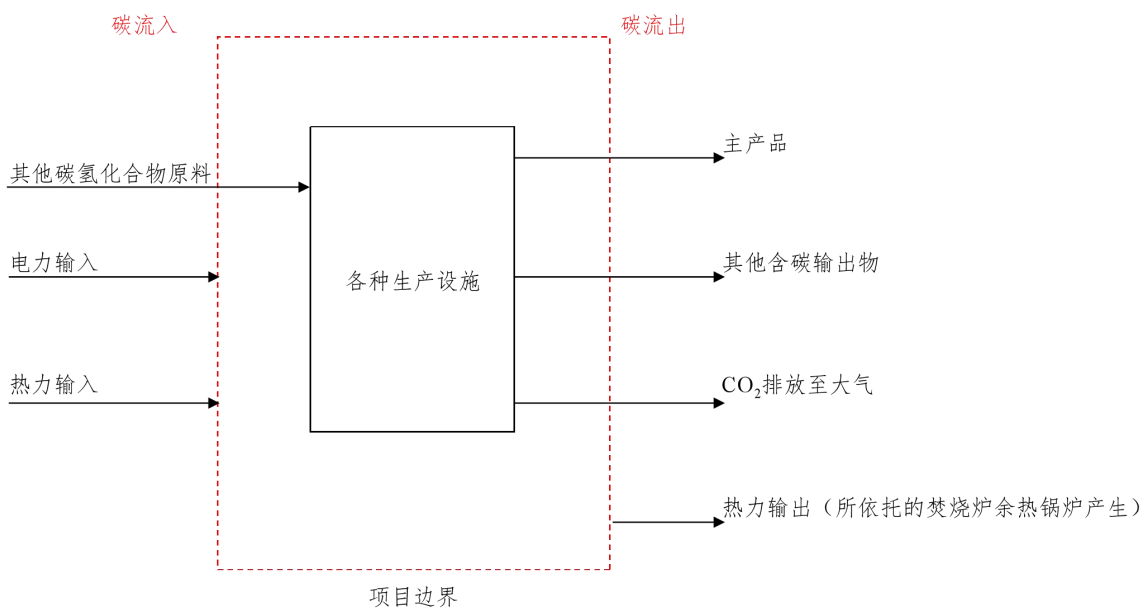 碳流入
碳流出
其他碳氢化合物原料
电力输入
热力输入
各种生产设施
主产品
其他含碳输出物
CO₂排放至大气
热力输出（所依托的焚烧炉余热锅炉产生）
项目边界